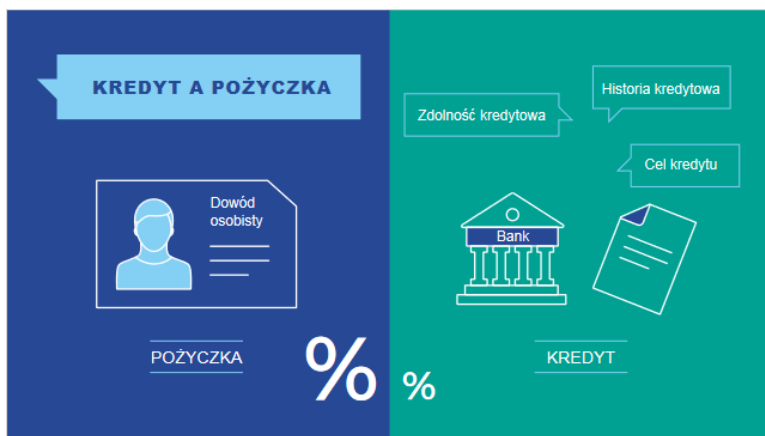 KREDYT A POŻYCZKA
Dowód
osobisty
POŻYCZKA
%
Zdolność kredytowa
Historia kredytowa
Cel kredytu
Bank
KREDYT
%